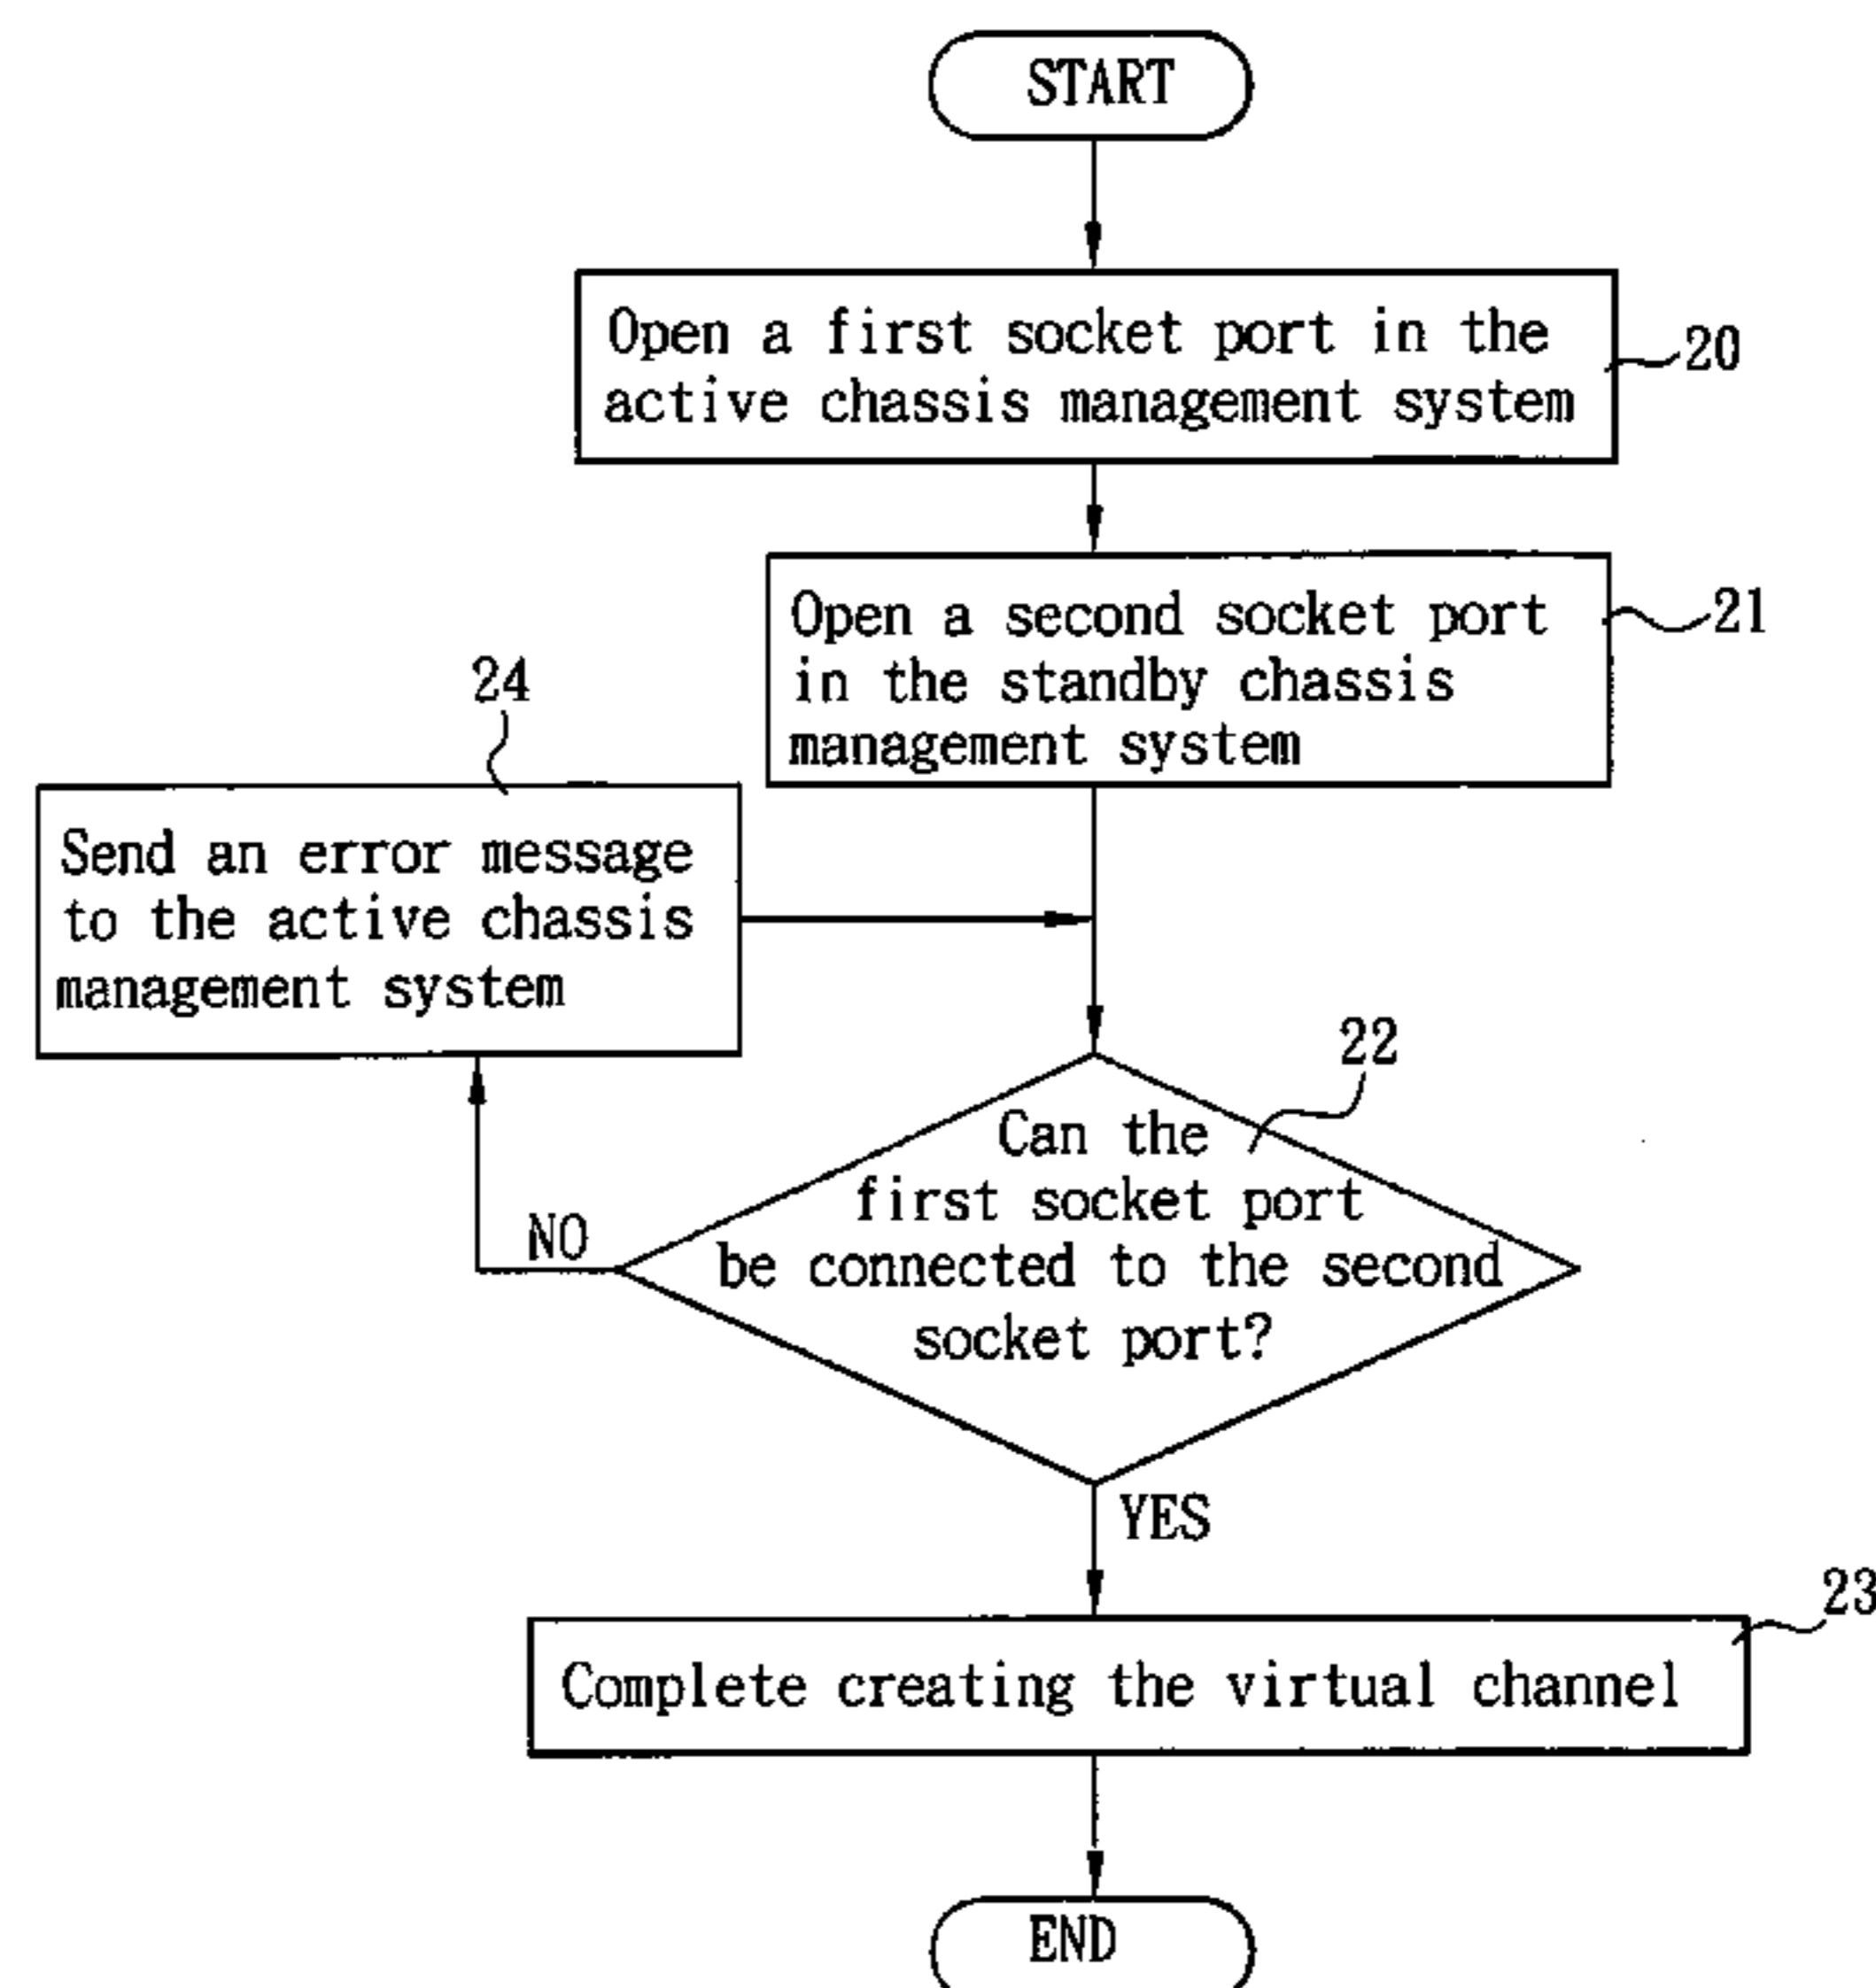 START
Open a first socket port in the
active chassis management system
20
Open a second socket port
in the standby chassis
management system
21
24
Send an error message
to the active chassis
management system
22
Can the
first socket port
be connected to the second
socket port?
NO
YES
23
Complete creating the virtual channel
END